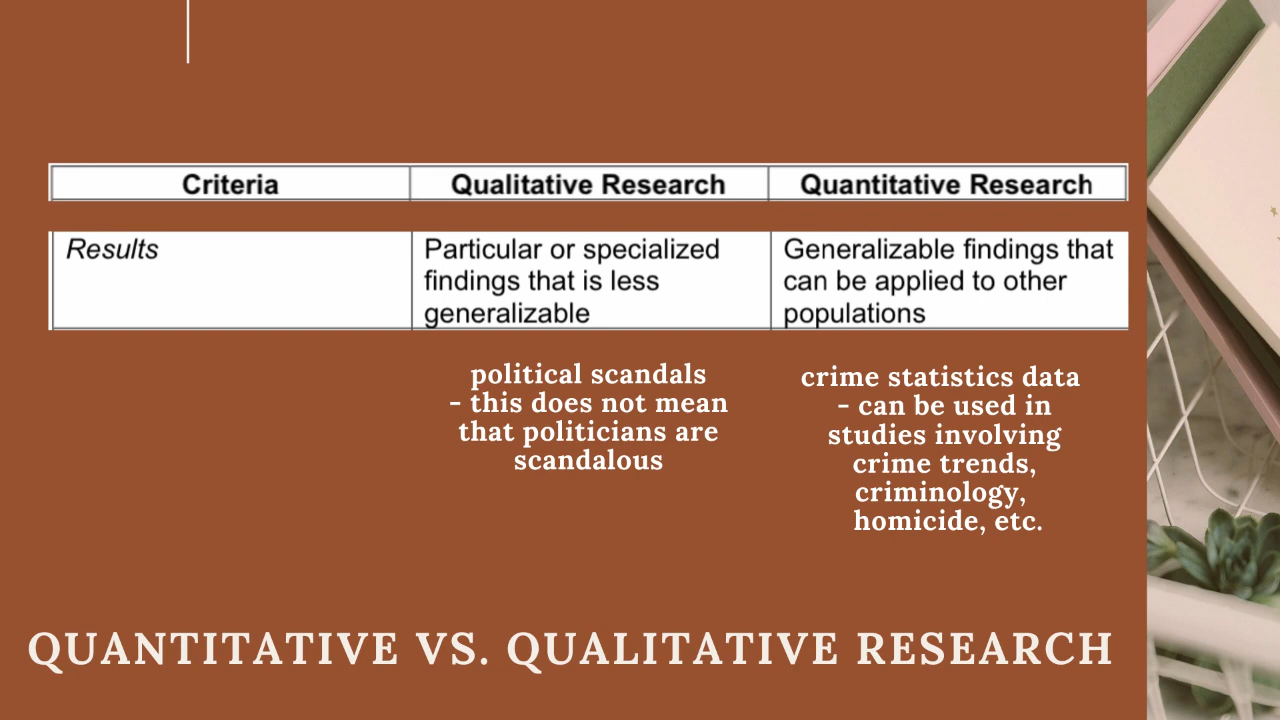 Criteria
Qualitative Research
Quantitative Research
Results
Particular or specialized
findings that is less
generalizable
Generalizable findings that
can be applied to other
populations
political scandals
- this does not mean
that politicians are
scandalous
crime statistics data
- can be used in
studies involving
crime trends,
criminology,
homicide, etc.
QUANTITATIVE VS. QUALITATIVE RESEARCH